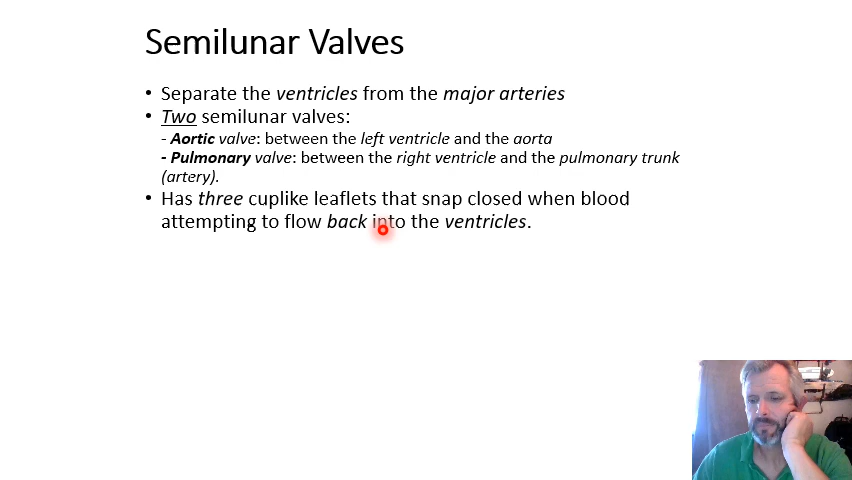 Semilunar Valves
• Separate the ventricles from the major arteries
• Two semilunar valves:
- Aortic valve: between the left ventricle and the aorta
- Pulmonary valve: between the right ventricle and the pulmonary trunk
(artery).
• Has three cuplike leaflets that snap closed when blood
attempting to flow back into the ventricles.